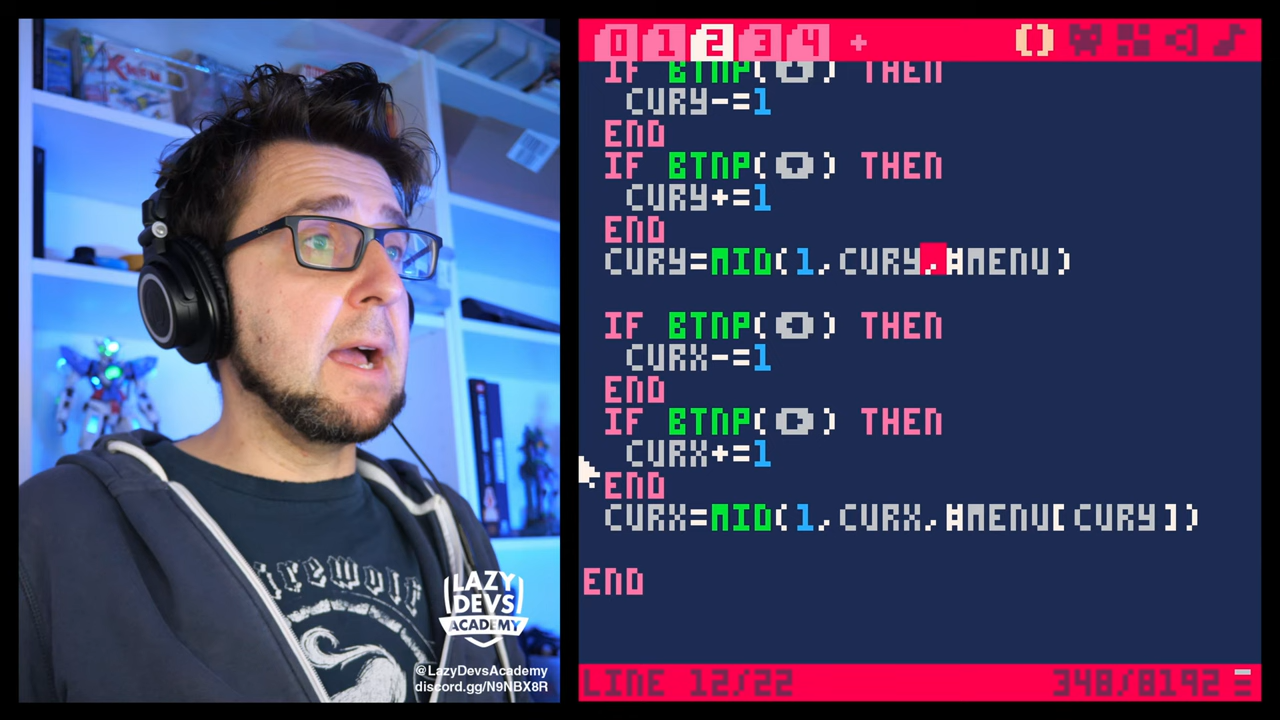 0 1 2 3 4 +
IF BTNP(⬆️) THEN
CURY-=1
END
IF BTNP(⬇️) THEN
CURY+=1
END
CURY=MID(1,CURY,#MENU)
IF BTNP(⬅️) THEN
CURX-=1
END
IF BTNP(➡️) THEN
CURX+=1
END
CURX=MID(1,CURX,#MENU[CURY])
END
LINE 12/22
348/8192
LAZY
DEVS
ACADEMY
@LazyDevsAcademy
discord.gg/N9NBX8R